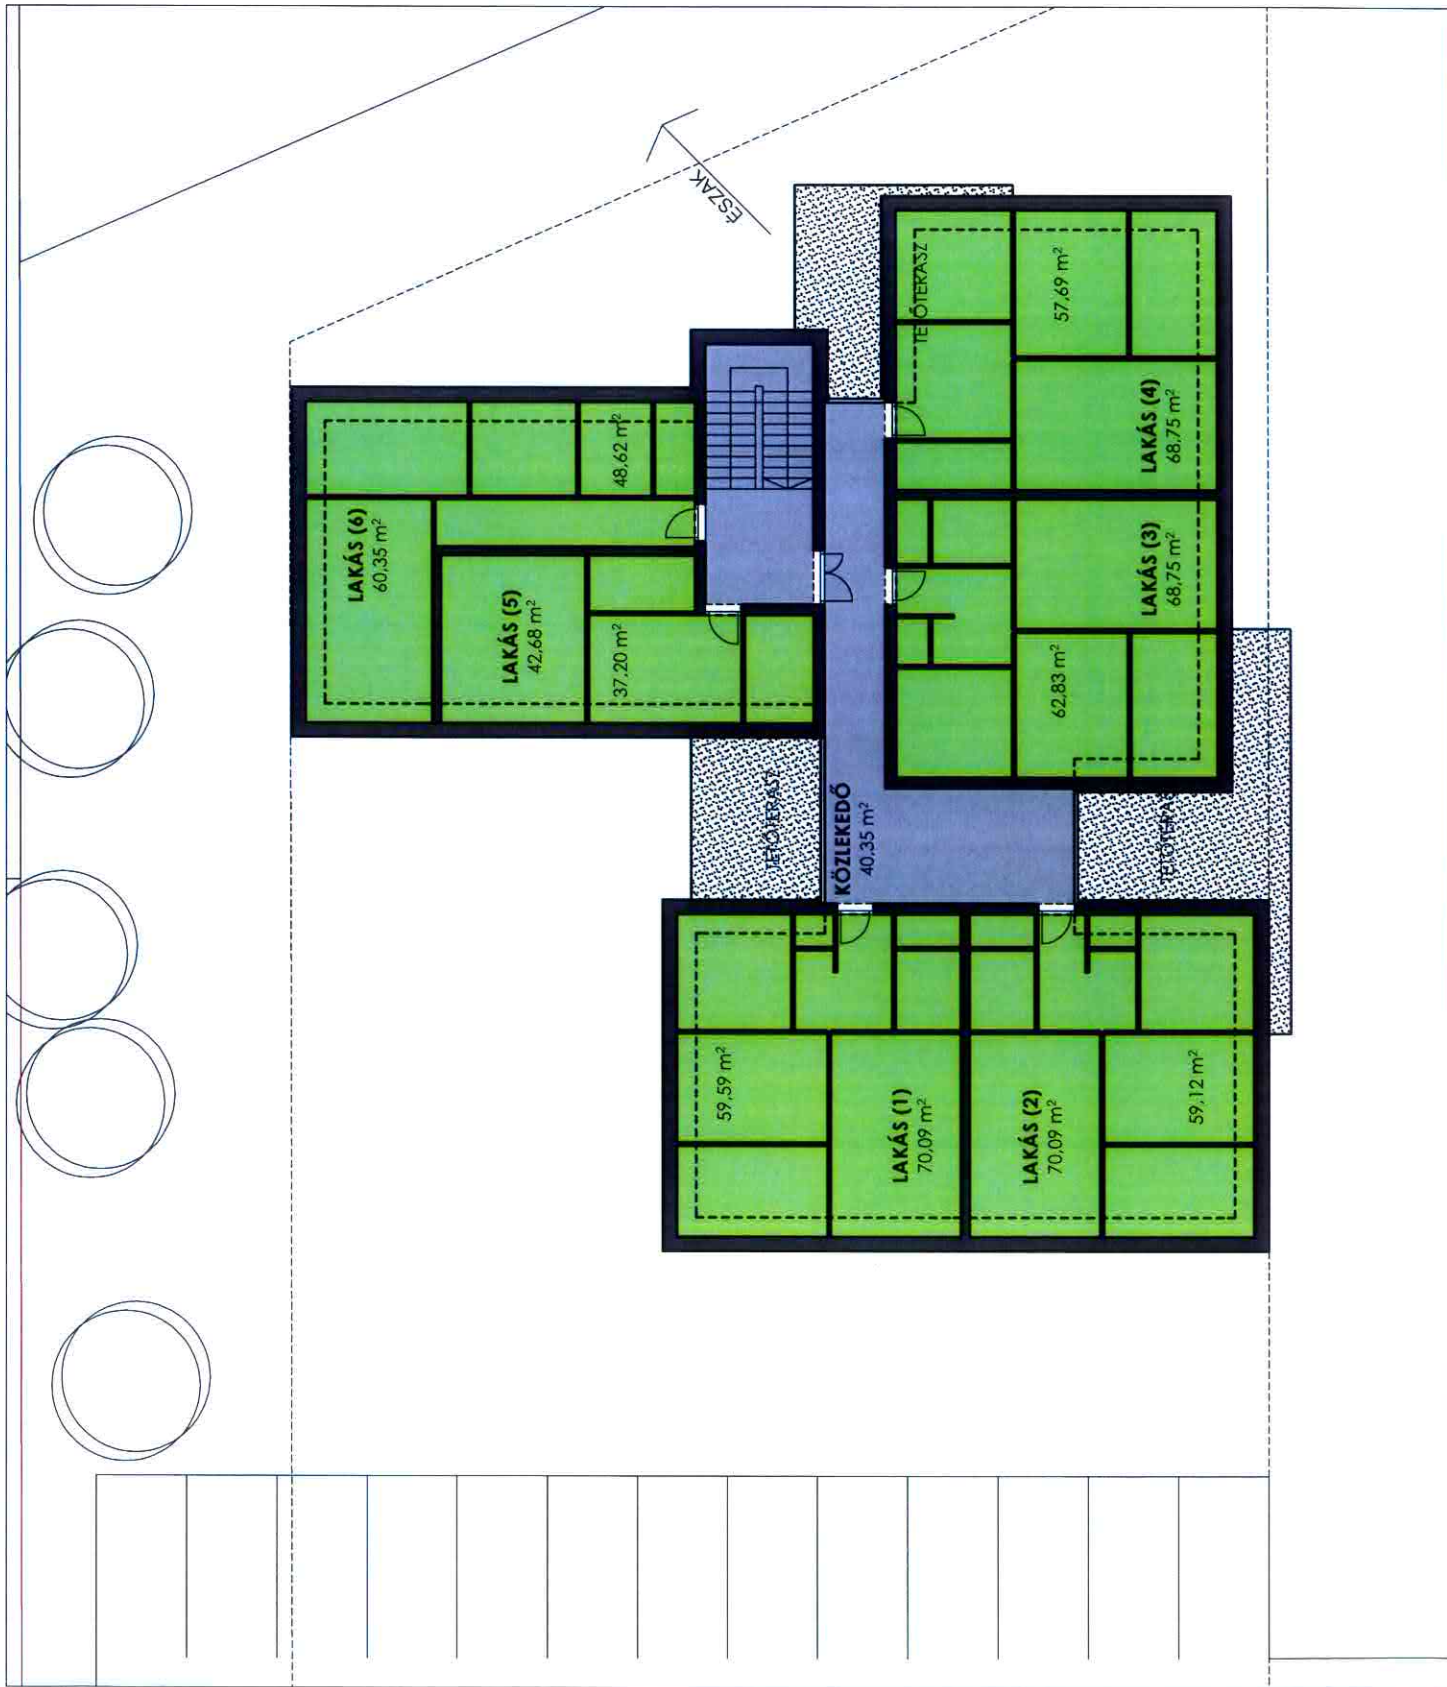 ÉSZAK
TETŐTERASZ
57,69 m²
LAKÁS (4)
68,75 m²
48,62 m²
LAKÁS (6)
60,35 m²
LAKÁS (5)
42,68 m²
37,20 m²
LAKÁS (3)
68,75 m²
62,83 m²
TETŐTERASZ
KÖZLEKEDŐ
40,35 m²
TETŐTERASZ
59,59 m²
LAKÁS (1)
70,09 m²
LAKÁS (2)
70,09 m²
59,12 m²